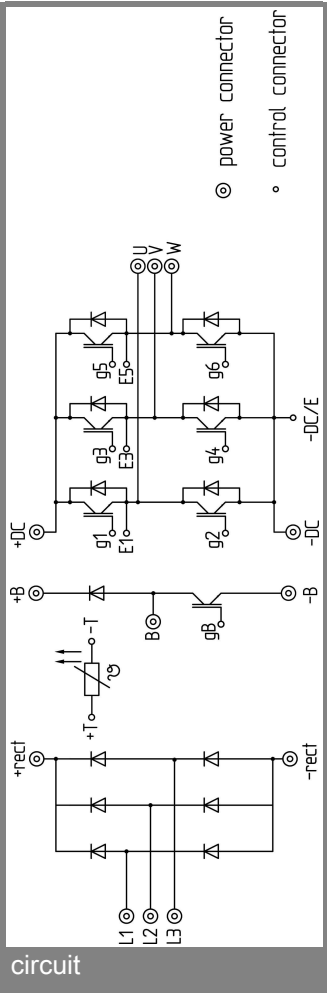 power connector
control connector
U
V
W
g5
E5
g6
g3
E3
g4
-DC/E
+DC
g1
E1
g2
-DC
+B
B
gB
-B
-T
+T
ϑ
+rect
-rect
L1
L2
L3
circuit